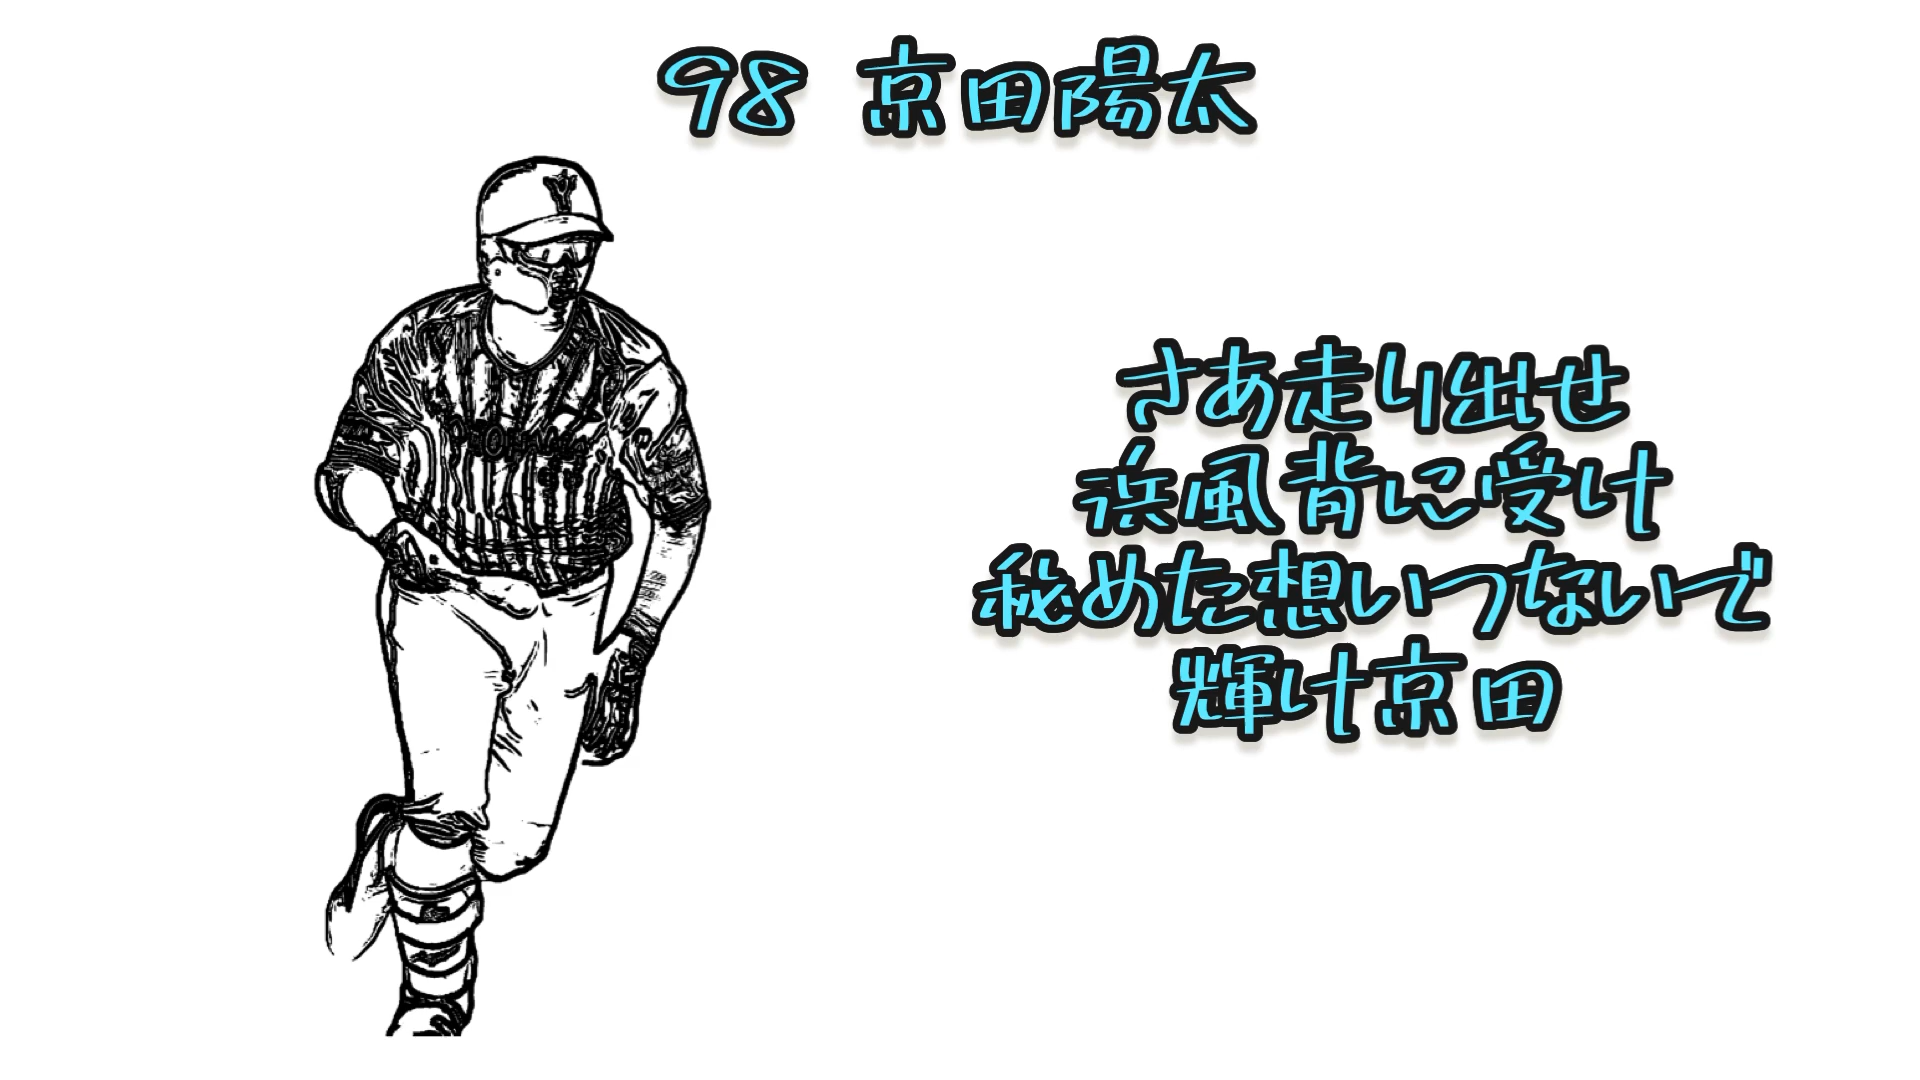 98 京田陽太
Y
さあ走り出せ
浜風背に受け
秘めた想いつないで
輝け京田